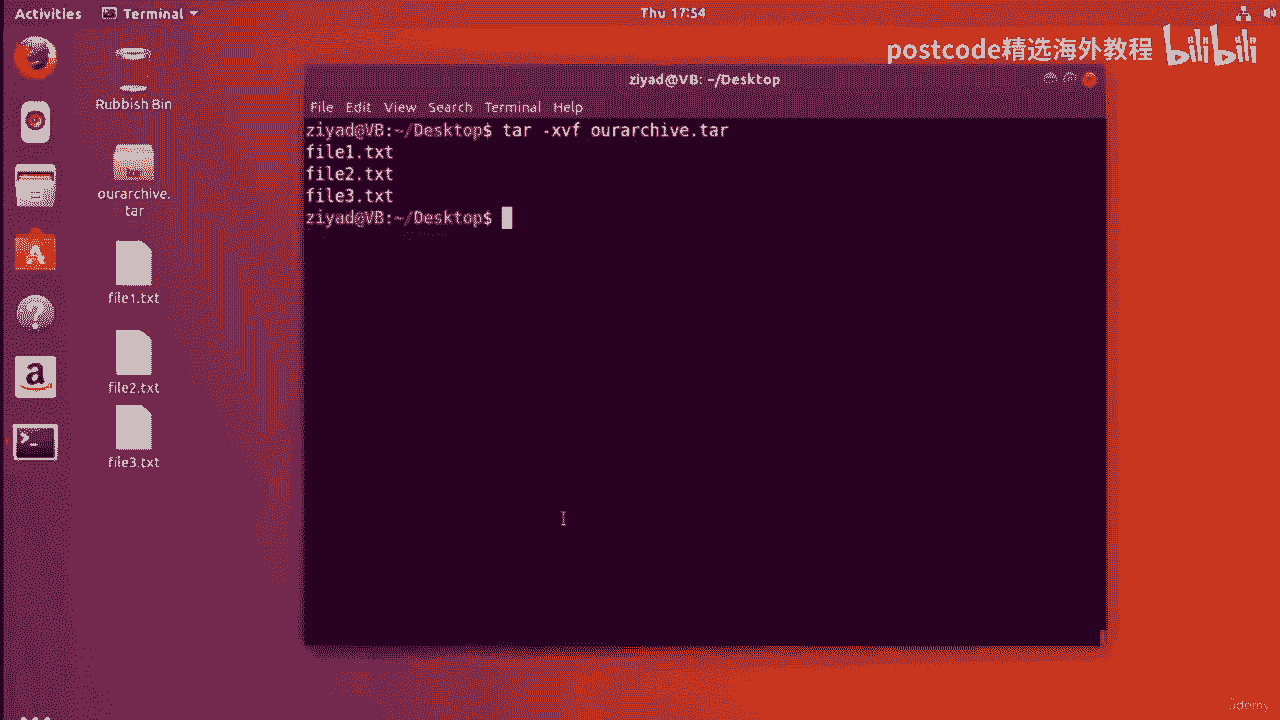 Activities Terminal Thu 17:54
postcode精选海外教程 bilibili
Rubbish Bin
ourarchive.
tar
file1.txt
file2.txt
file3.txt
ziyad@VB: ~/Desktop
File Edit View Search Terminal Help
ziyad@VB:~/Desktop$ tar -xvf ourarchive.tar
file1.txt
file2.txt
file3.txt
ziyad@VB:~/Desktop$
udemy